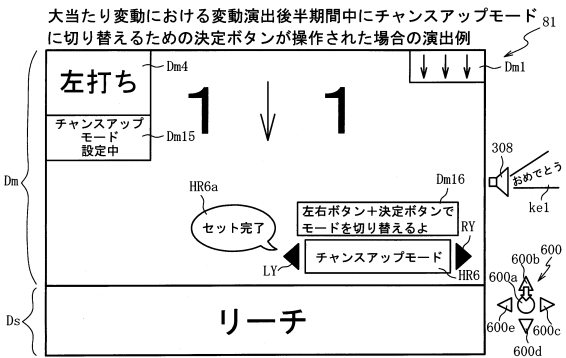 大当たり変動における変動演出後半期間中にチャンスアップモード
に切り替えるための決定ボタンが操作された場合の演出例
81
左打ち
Dm4
1
↓
1
↓ ↓ ↓
Dm1
チャンスアップ
モード
設定中
Dm15
Dm
308
おめでとう
ke1
HR6a
セット完了
Dm16
左右ボタン+決定ボタンで
モードを切り替えるよ
RY
LY
チャンスアップモード
HR6
600
600b
600a
600e
600c
600d
Ds
リーチ